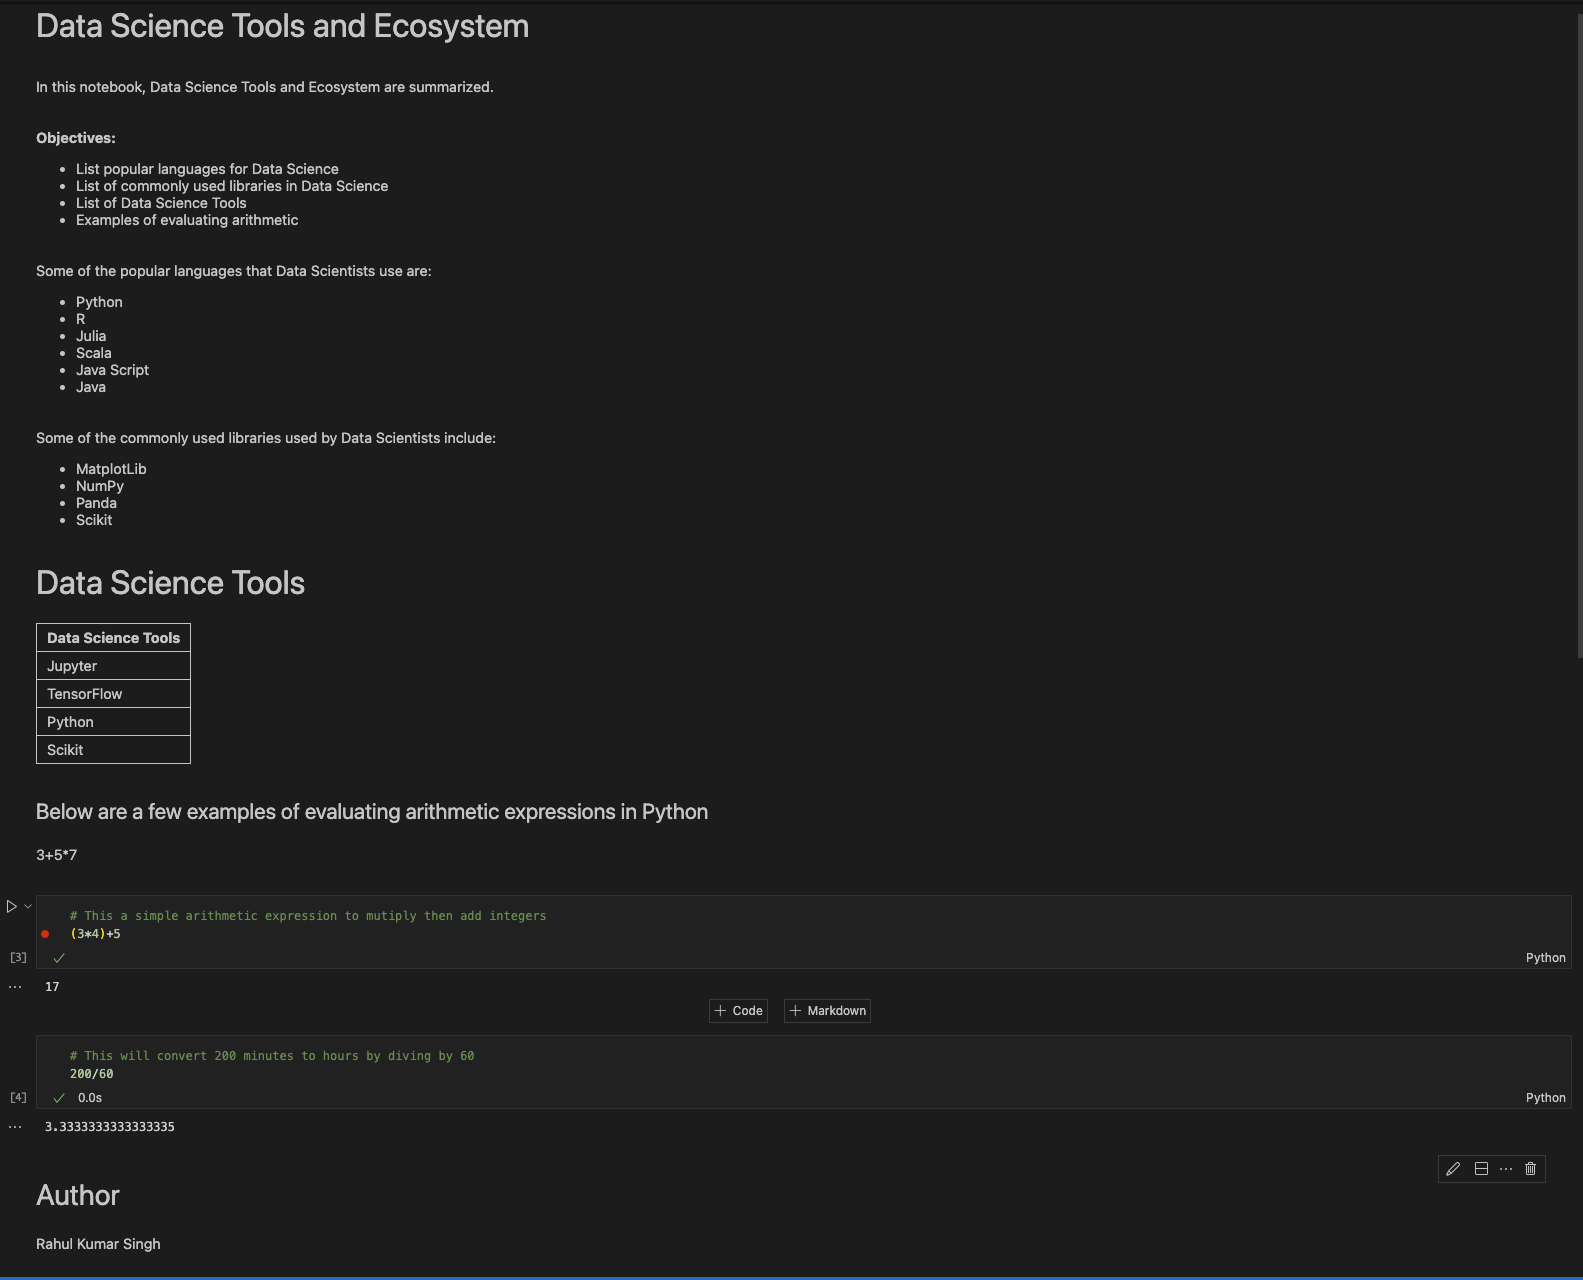 Data Science Tools and Ecosystem
In this notebook, Data Science Tools and Ecosystem are summarized.
Objectives:
• List popular languages for Data Science
• List of commonly used libraries in Data Science
• List of Data Science Tools
• Examples of evaluating arithmetic
Some of the popular languages that Data Scientists use are:
• Python
• R
• Julia
• Scala
• Java Script
• Java
Some of the commonly used libraries used by Data Scientists include:
• MatplotLib
• NumPy
• Panda
• Scikit
Data Science Tools
Data Science Tools
Jupyter
TensorFlow
Python
Scikit
Below are a few examples of evaluating arithmetic expressions in Python
3+5*7
# This a simple arithmetic expression to mutiply then add integers
(3*4)+5
[3] Python
17
+ Code + Markdown
# This will convert 200 minutes to hours by diving by 60
200/60
[4] 0.0s Python
3.3333333333333335
Author
Rahul Kumar Singh